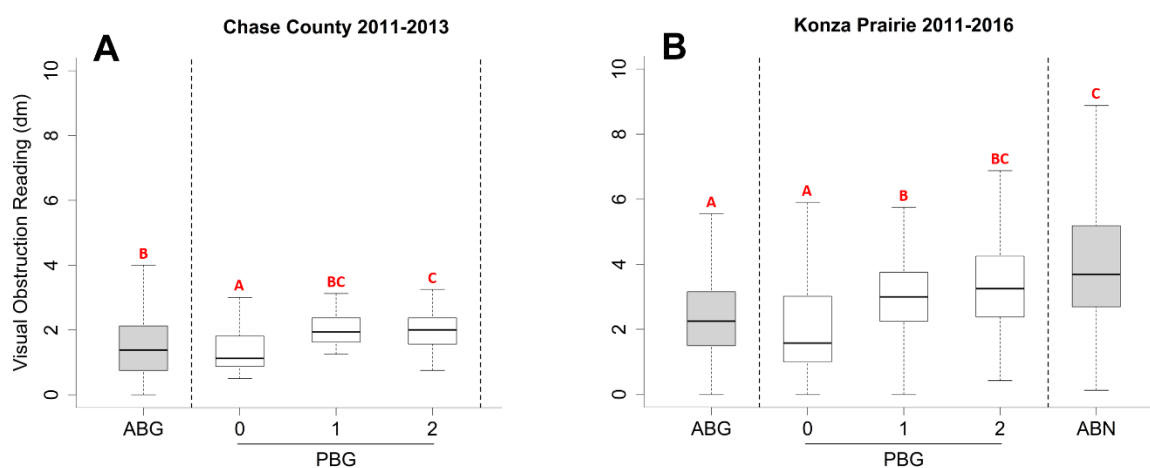 Chase County 2011-2013
A
Visual Obstruction Reading (dm)
10
8
6
4
2
0
B
A
BC
C
ABG
0
1
2
PBG
Konza Prairie 2011-2016
B
10
8
6
4
2
0
A
A
B
BC
C
ABG
0
1
2
ABN
PBG